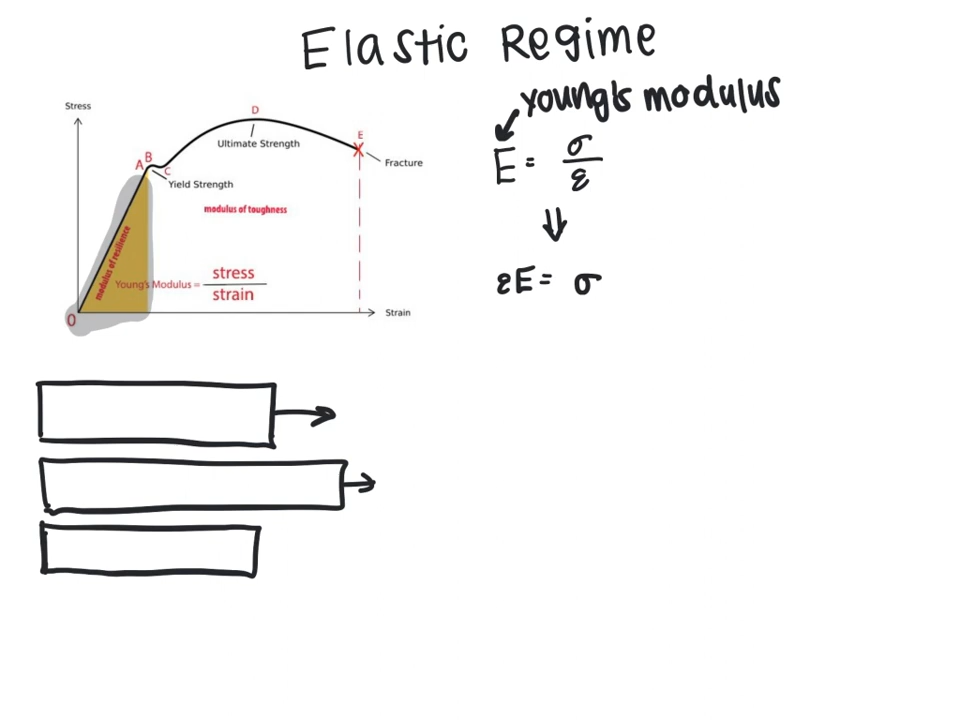 Elastic Regime
Young's modulus
E = σ/ε
⇓
εE = σ
Stress
D
Ultimate Strength
E
Fracture
B
A
C
Yield Strength
modulus of toughness
modulus of resilience
Young's Modulus = stress/strain
O
Strain